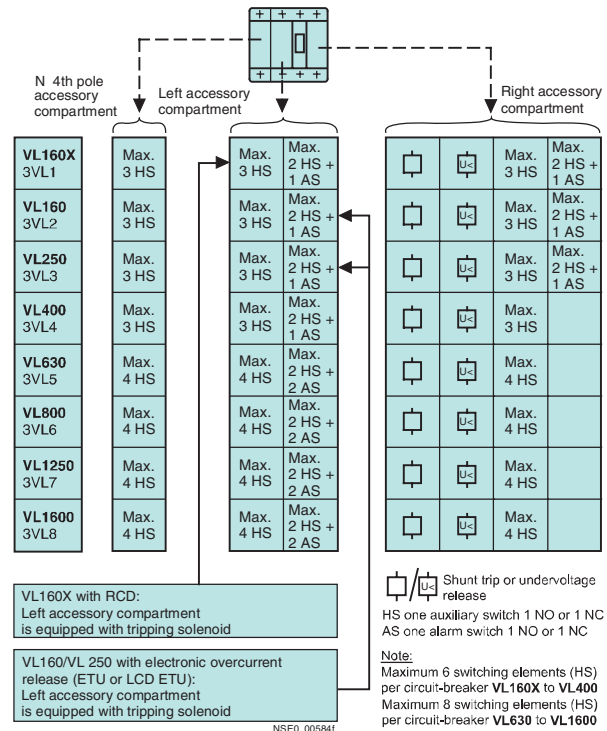 N 4th pole
accessory
compartment
Left accessory
compartment
Right accessory
compartment
VL160X
3VL1
Max.
3 HS
Max.
3 HS
Max.
2 HS +
1 AS
U<
Max.
3 HS
Max.
2 HS +
1 AS
VL160
3VL2
Max.
3 HS
Max.
3 HS
Max.
2 HS +
1 AS
U<
Max.
3 HS
Max.
2 HS +
1 AS
VL250
3VL3
Max.
3 HS
Max.
3 HS
Max.
2 HS +
1 AS
U<
Max.
3 HS
Max.
2 HS +
1 AS
VL400
3VL4
Max.
3 HS
Max.
3 HS
Max.
2 HS +
1 AS
U<
Max.
3 HS
VL630
3VL5
Max.
4 HS
Max.
4 HS
Max.
2 HS +
2 AS
U<
Max.
4 HS
VL800
3VL6
Max.
4 HS
Max.
4 HS
Max.
2 HS +
2 AS
U<
Max.
4 HS
VL1250
3VL7
Max.
4 HS
Max.
4 HS
Max.
2 HS +
2 AS
U<
Max.
4 HS
VL1600
3VL8
Max.
4 HS
Max.
4 HS
Max.
2 HS +
2 AS
U<
Max.
4 HS
VL160X with RCD:
Left accessory compartment
is equipped with tripping solenoid
VL160/VL 250 with electronic overcurrent
release (ETU or LCD ETU):
Left accessory compartment
is equipped with tripping solenoid
NSE0_00584f
U< Shunt trip or undervoltage
release
HS one auxiliary switch 1 NO or 1 NC
AS one alarm switch 1 NO or 1 NC
Note:
Maximum 6 switching elements (HS)
per circuit-breaker VL160X to VL400
Maximum 8 switching elements (HS)
per circuit-breaker VL630 to VL1600